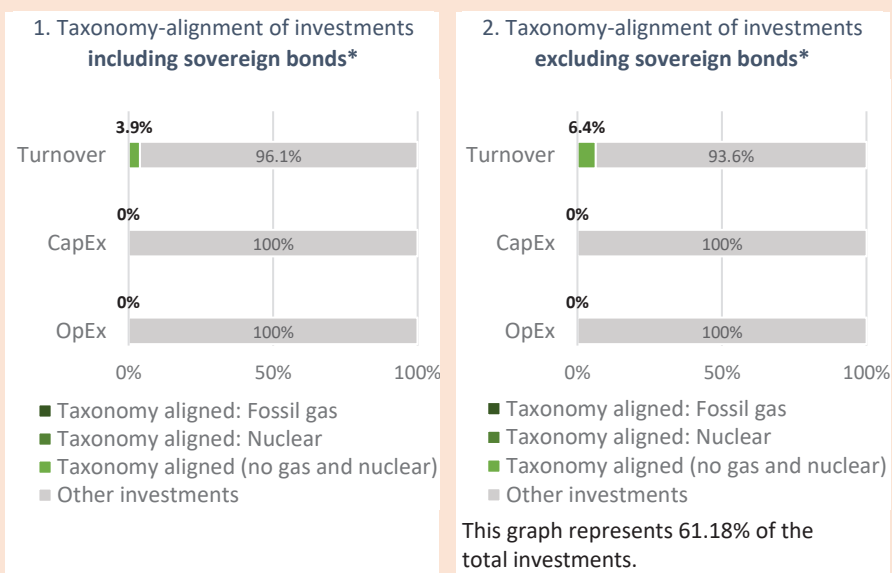 1. Taxonomy-alignment of investments
including sovereign bonds*
3.9%
Turnover
96.1%
0%
CapEx
100%
0%
OpEx
100%
0%
50%
100%
Taxonomy aligned: Fossil gas
Taxonomy aligned: Nuclear
Taxonomy aligned (no gas and nuclear)
Other investments
2. Taxonomy-alignment of investments
excluding sovereign bonds*
6.4%
Turnover
93.6%
0%
CapEx
100%
0%
OpEx
100%
0%
50%
100%
Taxonomy aligned: Fossil gas
Taxonomy aligned: Nuclear
Taxonomy aligned (no gas and nuclear)
Other investments
This graph represents 61.18% of the
total investments.